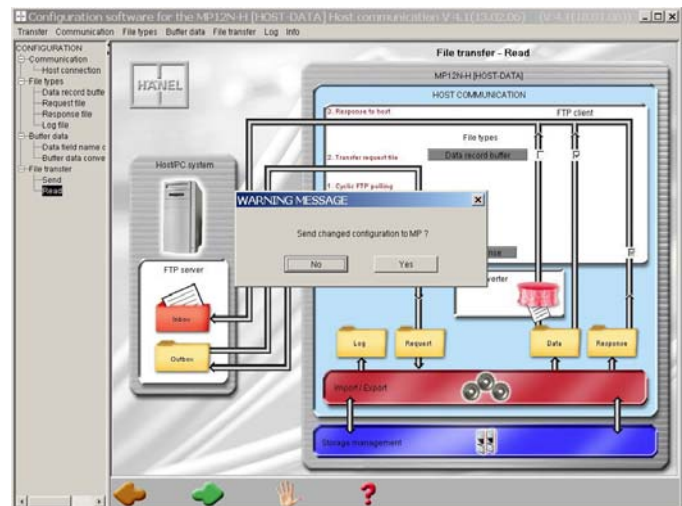 Configuration software for the MP12N-H [HOST-DATA] Host communication V 4.1(13.02.06)
Transfer Communication File types Buffer data File transfer Log Info
CONFIGURATION
Communication
Host connection
File types
Data record buffe
Request file
Response file
Log file
Buffer data
Data field name c
Buffer data conve
File transfer
Send
Read
HÄNEL
File transfer - Read
MP12N-H [HOST-DATA]
HOST COMMUNICATION
3. Response to host
FTP client
File types
2. Transfer request file
Data record buffer
1. Cyclic FTP polling
Host/PC system
WARNING MESSAGE
Send changed configuration to MP ?
No Yes
nse
verter
FTP server
Inbox
Outbox
Log Request Data Response
Import / Export
Storage management